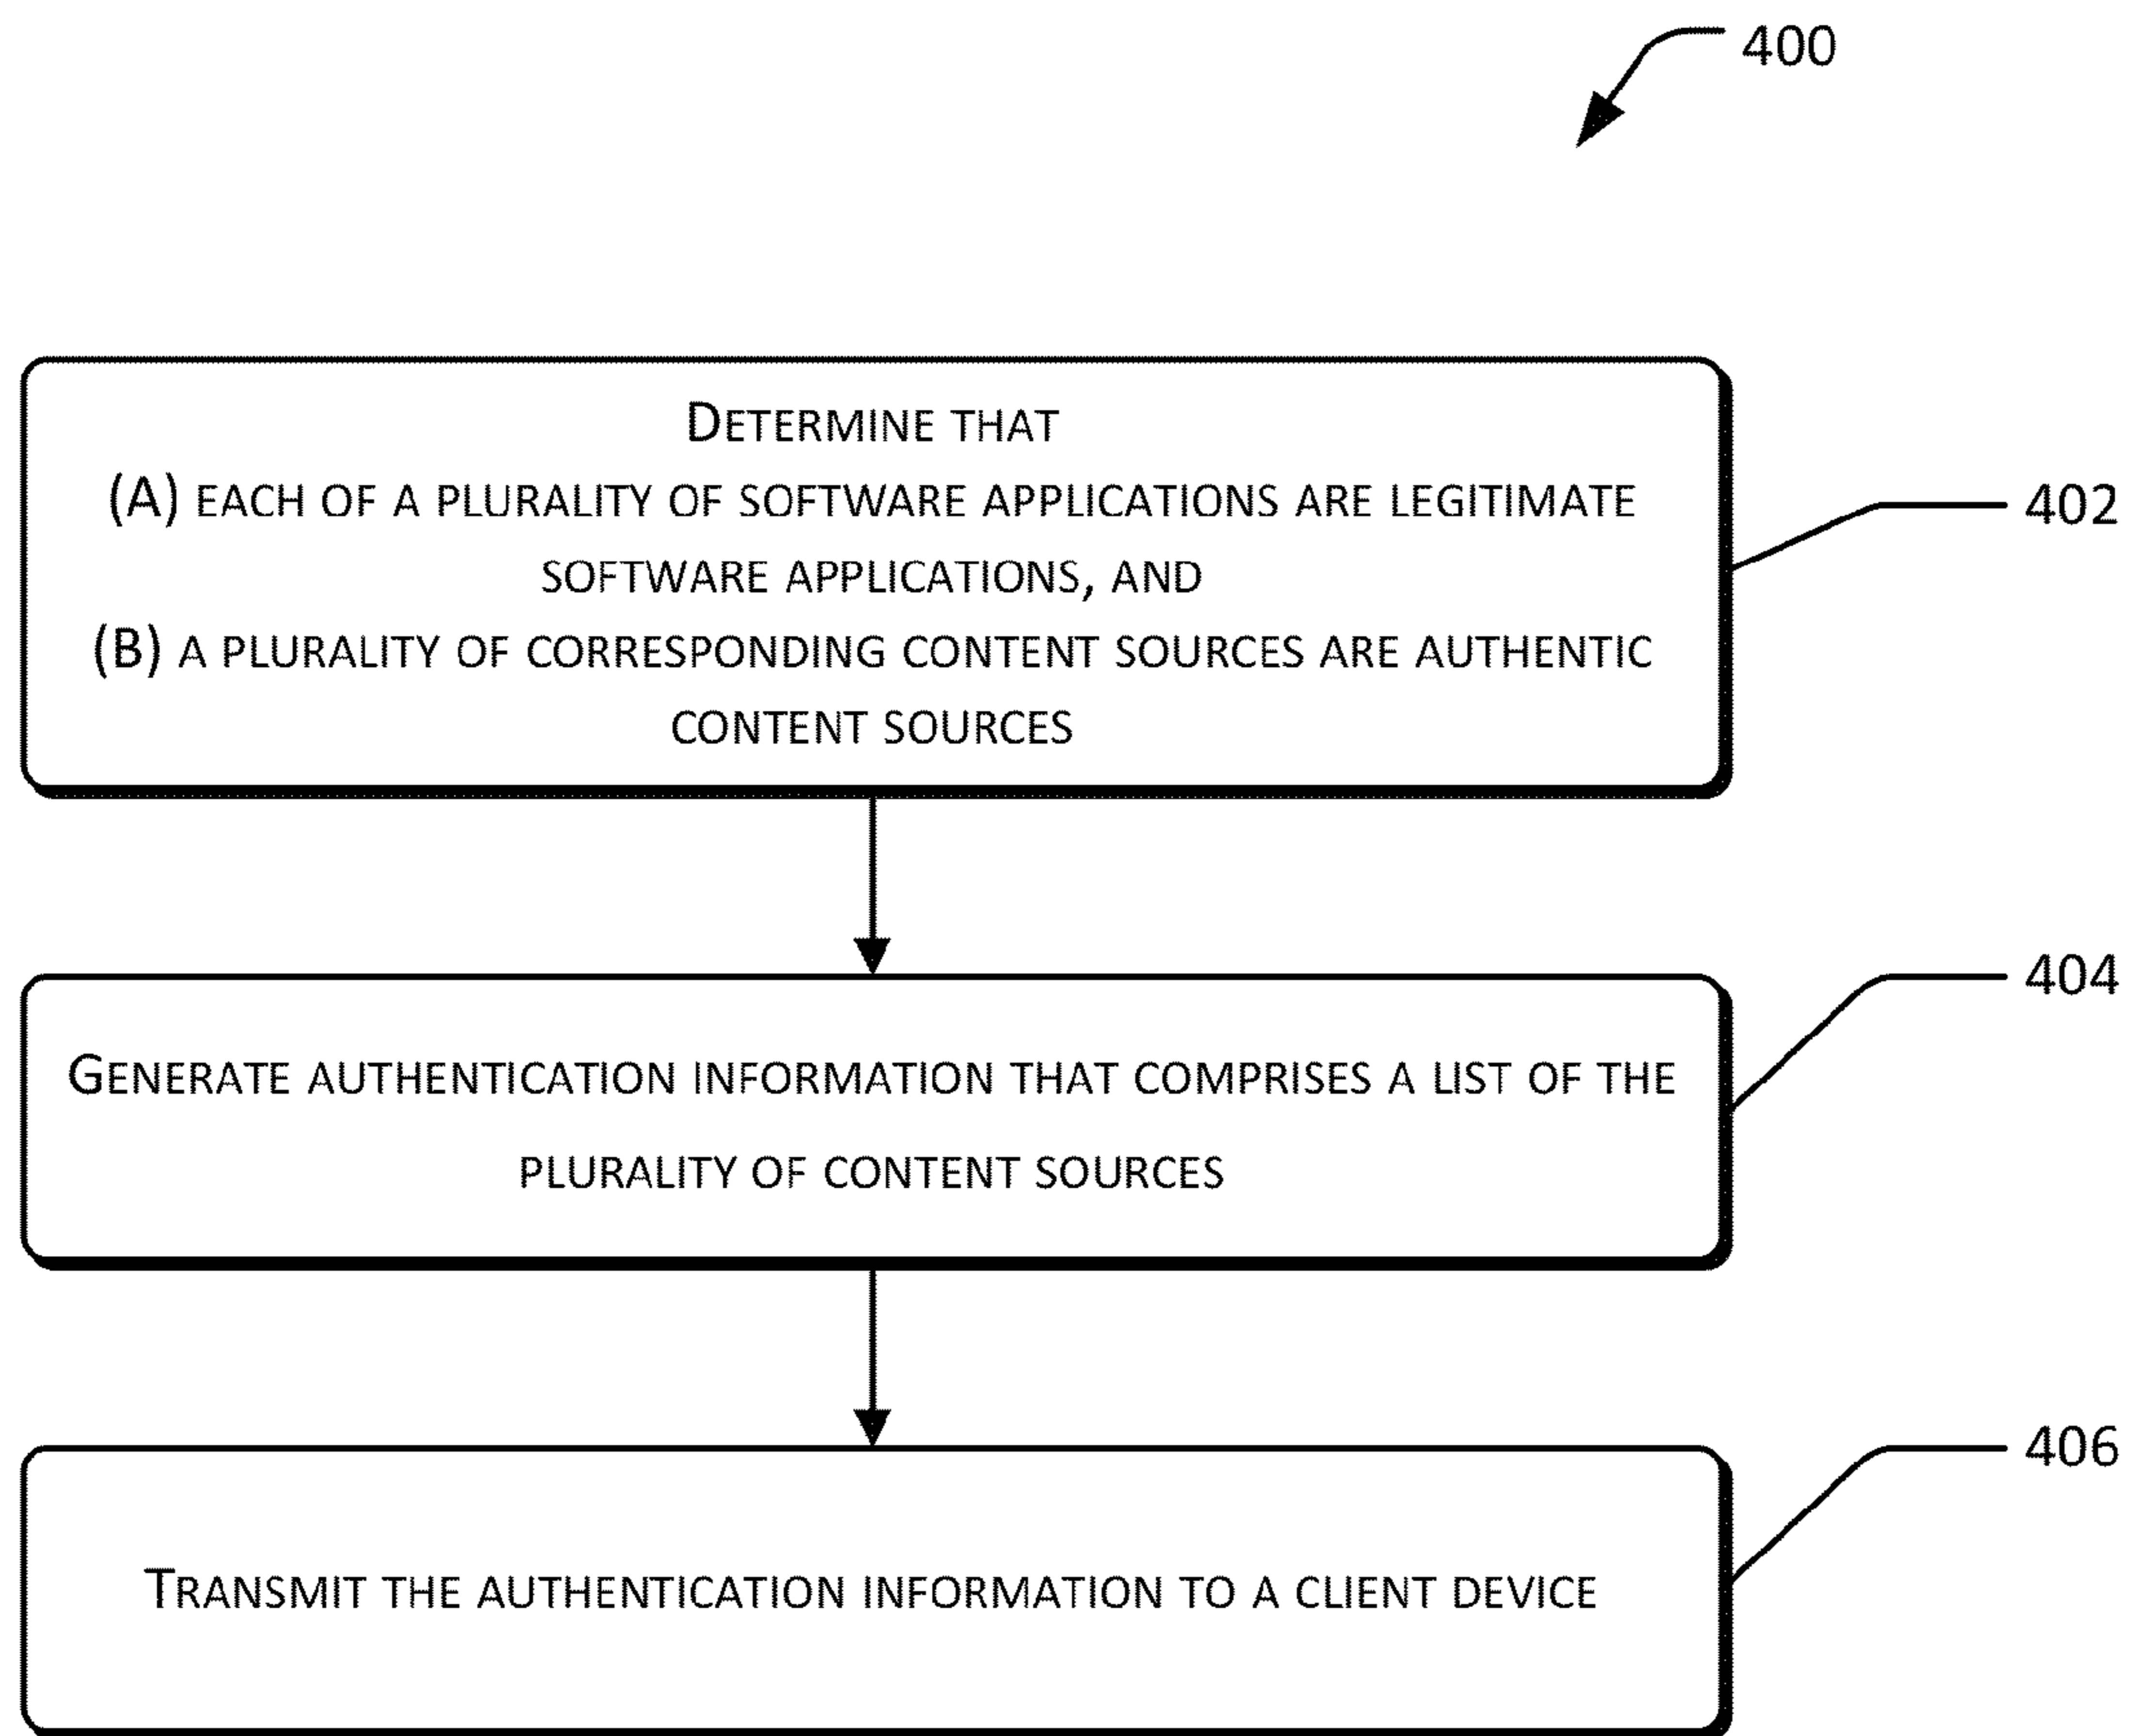 400
DETERMINE THAT
(A) EACH OF A PLURALITY OF SOFTWARE APPLICATIONS ARE LEGITIMATE
SOFTWARE APPLICATIONS, AND
(B) A PLURALITY OF CORRESPONDING CONTENT SOURCES ARE AUTHENTIC
CONTENT SOURCES
402
GENERATE AUTHENTICATION INFORMATION THAT COMPRISES A LIST OF THE
PLURALITY OF CONTENT SOURCES
404
TRANSMIT THE AUTHENTICATION INFORMATION TO A CLIENT DEVICE
406